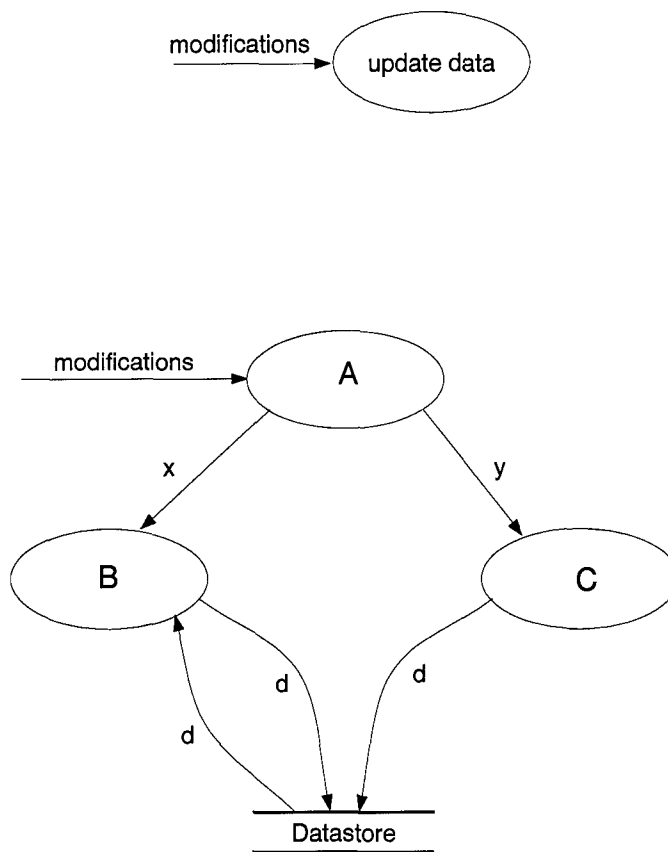 modifications
update data
modifications
A
x
y
B
C
d
d
d
Datastore